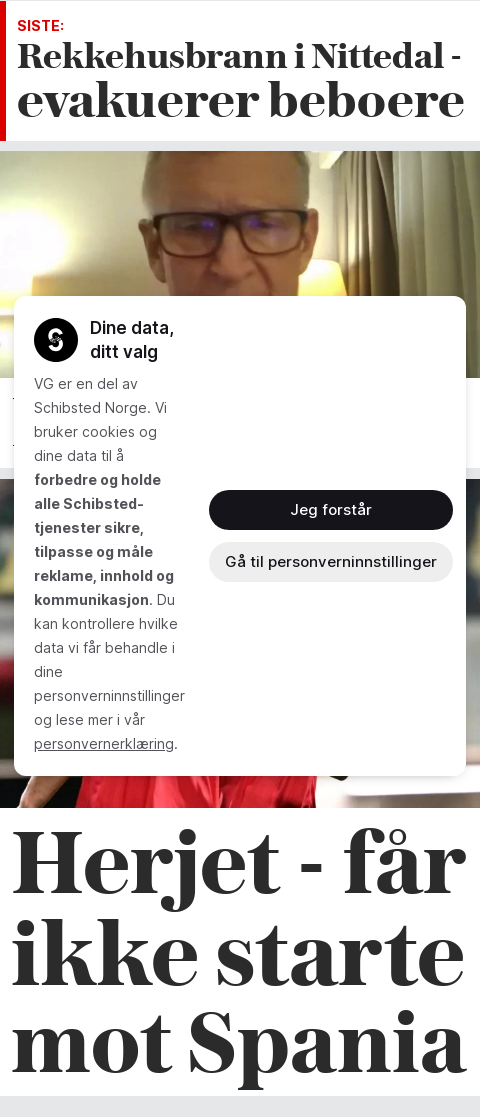 SISTE:
Rekkehusbrann i Nittedal -
evakuerer beboere
Dine data,
ditt valg
VG er en del av
Schibsted Norge. Vi
bruker cookies og
dine data til å
forbedre og holde
alle Schibsted-
tjenester sikre,
tilpasse og måle
reklame, innhold og
kommunikasjon. Du
kan kontrollere hvilke
data vi får behandle i
dine
personverninnstillinger
og lese mer i vår
personvernerklæring.
Jeg forstår
Gå til personverninnstillinger
Herjet - får
ikke starte
mot Spania